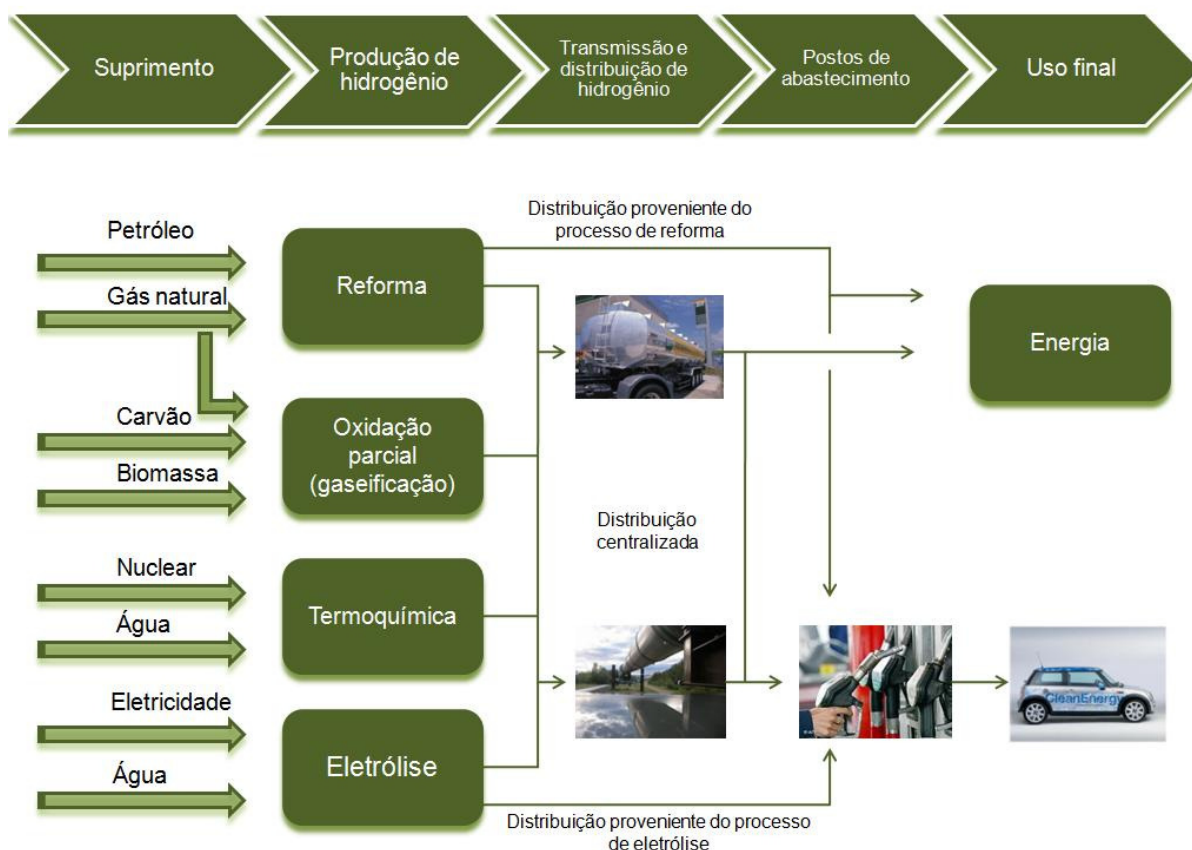 Suprimento
Produção de
hidrogênio
Transmissão e
distribuição de
hidrogênio
Postos de
abastecimento
Uso final
Distribuição proveniente do
processo de reforma
Petróleo
Gás natural
Reforma
Energia
Carvão
Biomassa
Oxidação
parcial
(gaseificação)
Distribuição
centralizada
Nuclear
Água
Termoquímica
CleanEnergy
Eletricidade
Água
Eletrólise
Distribuição proveniente do processo
de eletrólise